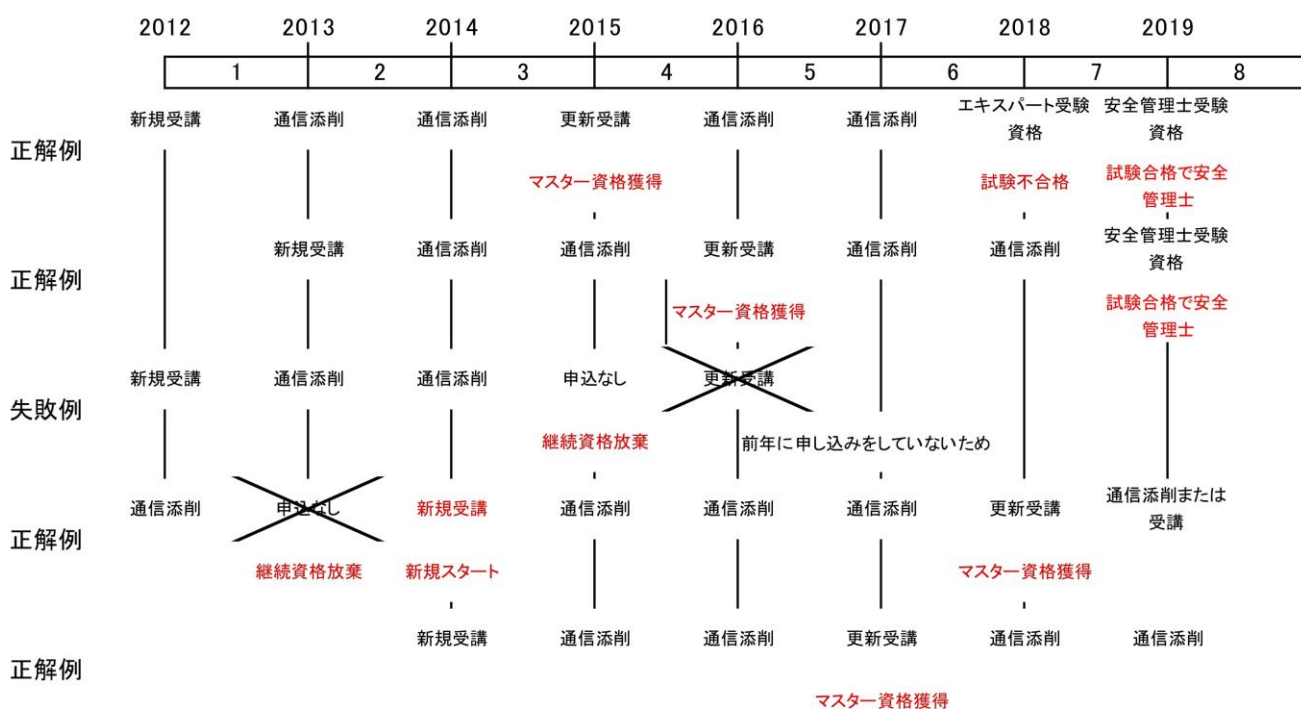 2012 2013 2014 2015 2016 2017 2018 2019
1 2 3 4 5 6 7 8
新規受講 通信添削 通信添削 更新受講 通信添削 通信添削 エキスパート受験 安全管理士受験
資格 資格
正解例
マスター資格獲得 試験不合格 試験合格で安全
管理士
新規受講 通信添削 通信添削 更新受講 通信添削 通信添削 安全管理士受験
資格
正解例
マスター資格獲得 試験合格で安全
管理士
新規受講 通信添削 通信添削 申込なし 更新受講
失敗例
継続資格放棄 前年に申し込みをしていないため
通信添削 申込なし 新規受講 通信添削 通信添削 通信添削 更新受講 通信添削または
受講
正解例
継続資格放棄 新規スタート マスター資格獲得
新規受講 通信添削 通信添削 更新受講 通信添削 通信添削
正解例
マスター資格獲得